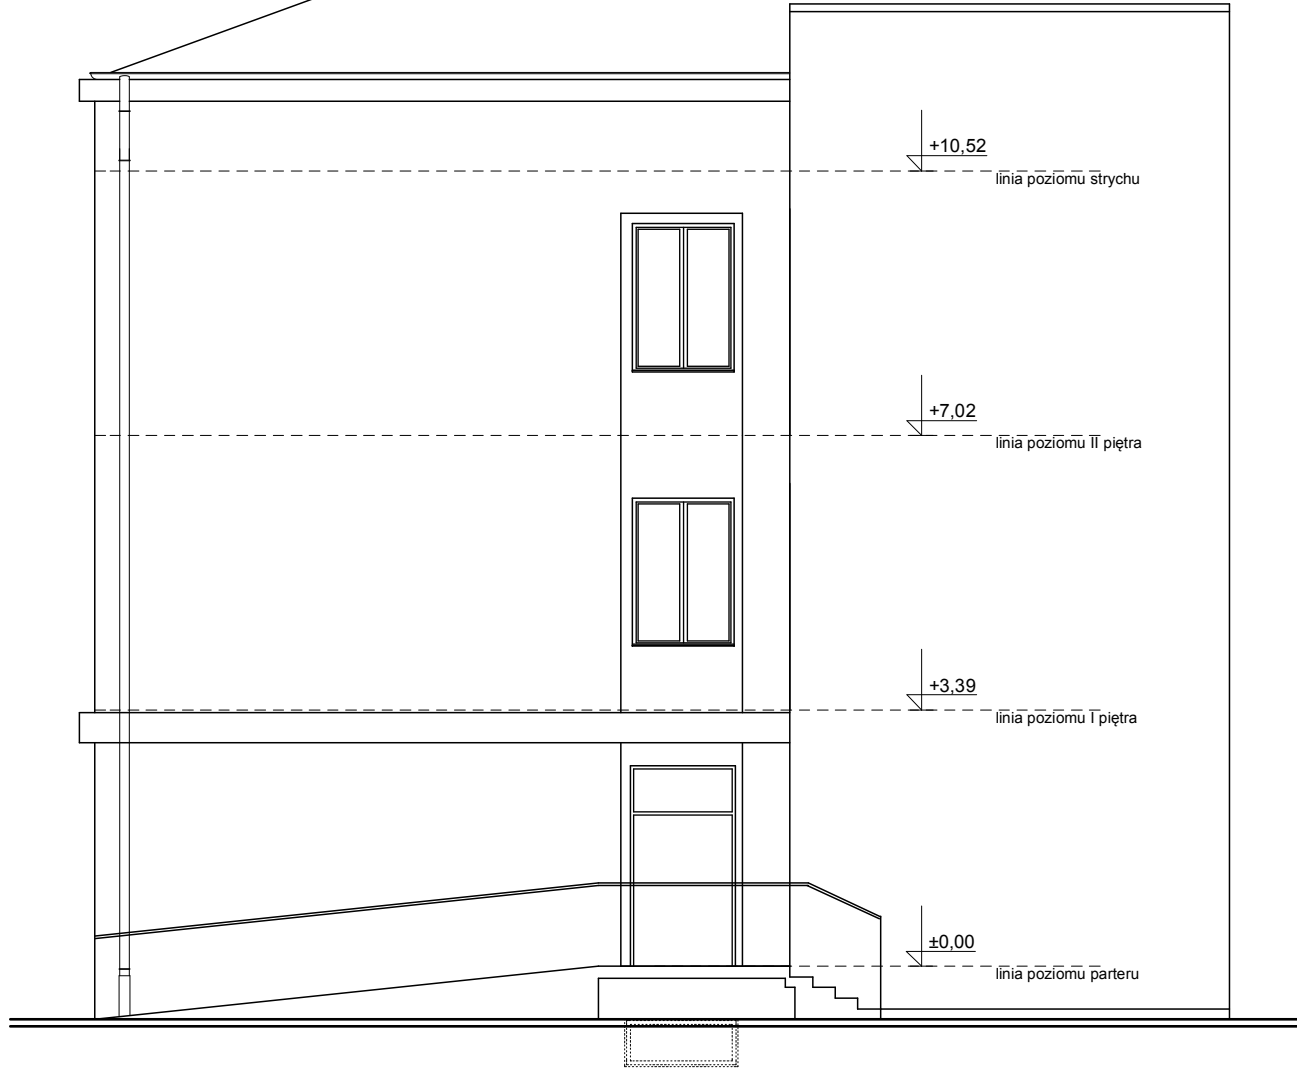 +10,52
linia poziomu strychu
+7,02
linia poziomu II piętra
+3,39
linia poziomu I piętra
±0,00
linia poziomu parteru